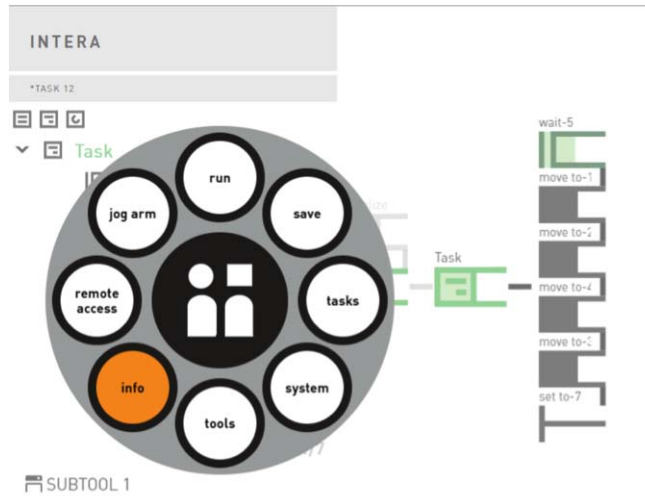 INTERA
*TASK 12
Task
run
jog arm
save
remote
access
tasks
info
system
tools
SUBTOOL 1
Task
wait-5
move to-1
move to-2
move to-4
move to-3
set to-7